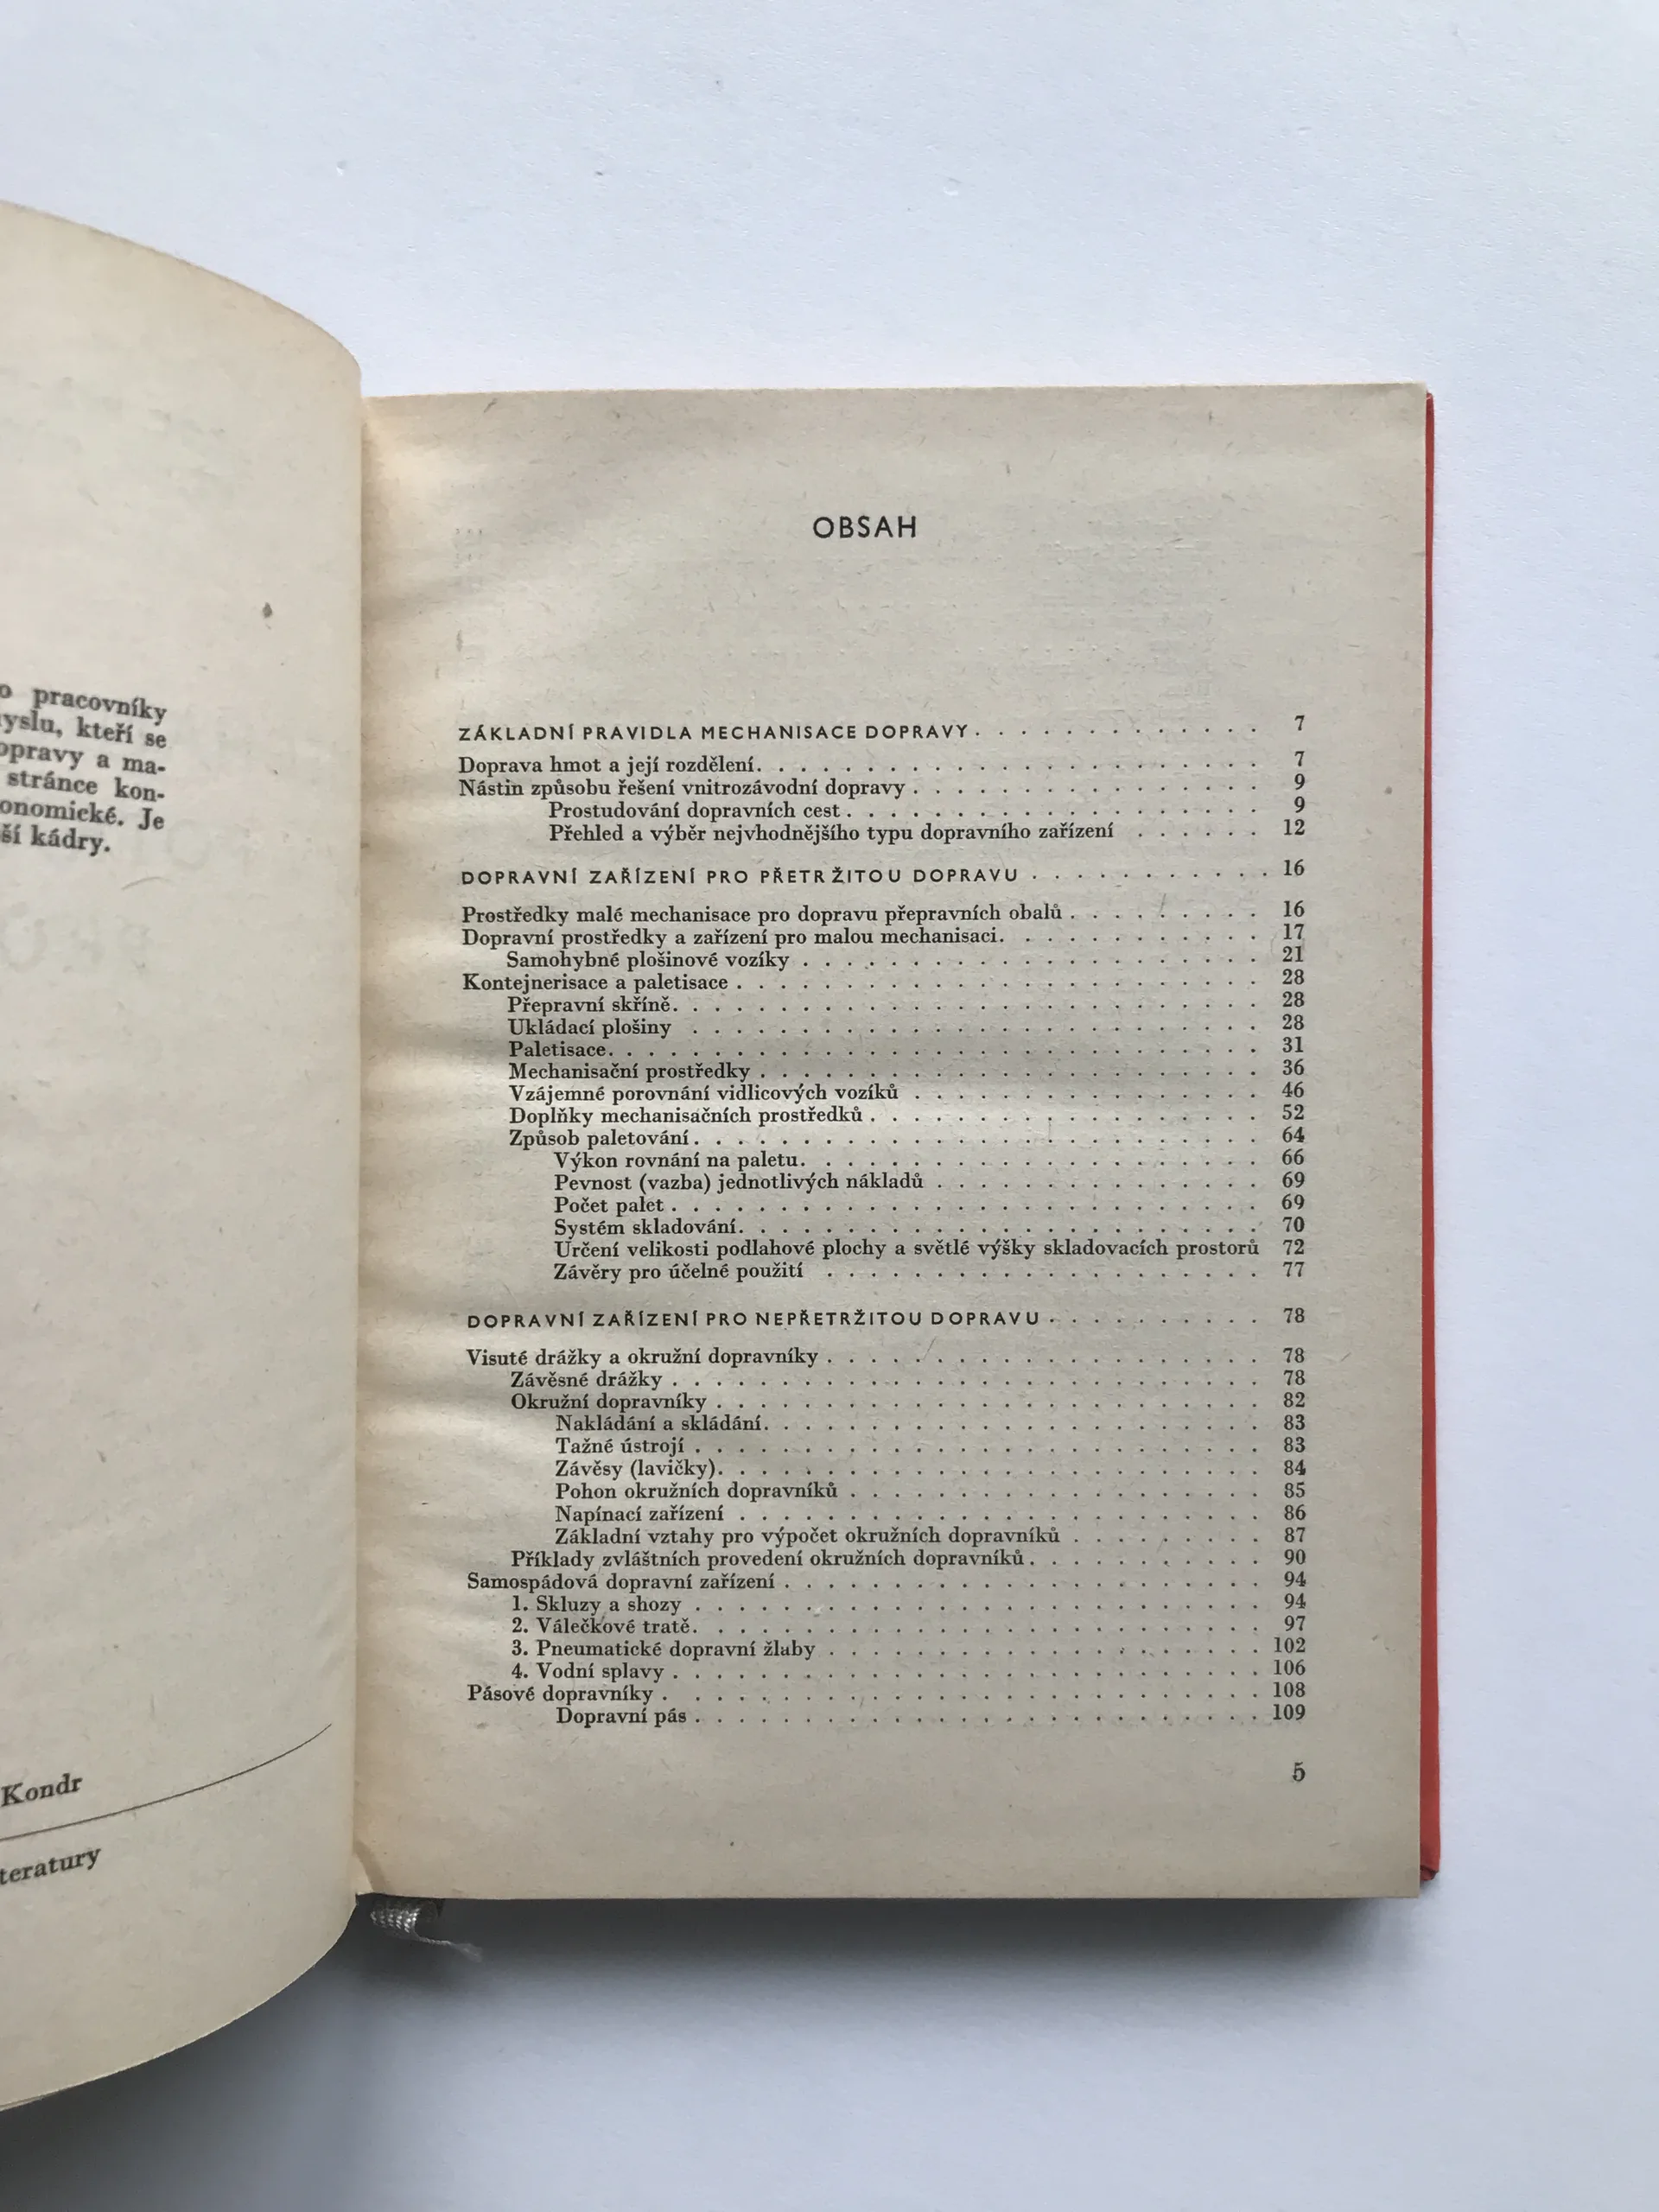 pracovníky
kteří se
a ma-
stránce kon-
Je
kádry.
Kondr
OBSAH
ZÁKLADNÍ PRAVIDLA MECHANISACE DOPRAVY. . . . . . . . . . . . . 7
Doprava hmot a její rozdělení. . . . . . . . . . . . . . . . . . . 7
Nástin způsobu řešení vnitrozávodní dopravy . . . . . . . . . . . . 9
Prostudování dopravních cest . . . . . . . . . . . . . . . . . 9
Přehled a výběr nejvhodnějšího typu dopravního zařízení . . . . . . 12
DOPRAVNÍ ZAŘÍZENÍ PRO PŘETRŽITOU DOPRAVU . . . . . . . . . . . 16
Prostředky malé mechanisace pro dopravu přepravních obalů . . . . . . . . 16
Dopravní prostředky a zařízení pro malou mechanisaci. . . . . . . . . . . 17
Samohybné plošinové vozíky . . . . . . . . . . . . . . . . . . 21
Kontejnerisace a paletisace . . . . . . . . . . . . . . . . . . . . 28
Přepravní skříně. . . . . . . . . . . . . . . . . . . . . . . 28
Ukládací plošiny . . . . . . . . . . . . . . . . . . . . . . 28
Paletisace. . . . . . . . . . . . . . . . . . . . . . . . . 31
Mechanisační prostředky . . . . . . . . . . . . . . . . . . . 36
Vzájemné porovnání vidlicových vozíků . . . . . . . . . . . . . 46
Doplňky mechanisačních prostředků . . . . . . . . . . . . . . . 52
Způsob paletování. . . . . . . . . . . . . . . . . . . . . . 64
Výkon rovnání na paletu. . . . . . . . . . . . . . . . . . 66
Pevnost (vazba) jednotlivých nákladů . . . . . . . . . . . . 69
Počet palet . . . . . . . . . . . . . . . . . . . . . . . 69
Systém skladování. . . . . . . . . . . . . . . . . . . . 70
Určení velikosti podlahové plochy a světlé výšky skladovacích prostorů 72
Závěry pro účelné použití . . . . . . . . . . . . . . . . . 77
DOPRAVNÍ ZAŘÍZENÍ PRO NEPŘETRŽITOU DOPRAVU . . . . . . . . . . 78
Visuté drážky a okružní dopravníky . . . . . . . . . . . . . . . . 78
Závěsné drážky . . . . . . . . . . . . . . . . . . . . . . . 78
Okružní dopravníky . . . . . . . . . . . . . . . . . . . . . 82
Nakládání a skládání. . . . . . . . . . . . . . . . . . . 83
Tažné ústrojí . . . . . . . . . . . . . . . . . . . . . . 83
Závěsy (lavičky). . . . . . . . . . . . . . . . . . . . . 84
Pohon okružních dopravníků . . . . . . . . . . . . . . . . 85
Napínací zařízení . . . . . . . . . . . . . . . . . . . . 86
Základní vztahy pro výpočet okružních dopravníků . . . . . . . 87
Příklady zvláštních provedení okružních dopravníků . . . . . . . . . 90
Samospádová dopravní zařízení . . . . . . . . . . . . . . . . . . 94
1. Skluzy a shozy . . . . . . . . . . . . . . . . . . . . . . 94
2. Válečkové tratě. . . . . . . . . . . . . . . . . . . . . . 97
3. Pneumatické dopravní žlaby . . . . . . . . . . . . . . . . . 102
4. Vodní splavy . . . . . . . . . . . . . . . . . . . . . . . 106
Pásové dopravníky . . . . . . . . . . . . . . . . . . . . . . . 108
Dopravní pás . . . . . . . . . . . . . . . . . . . . . . 109
5